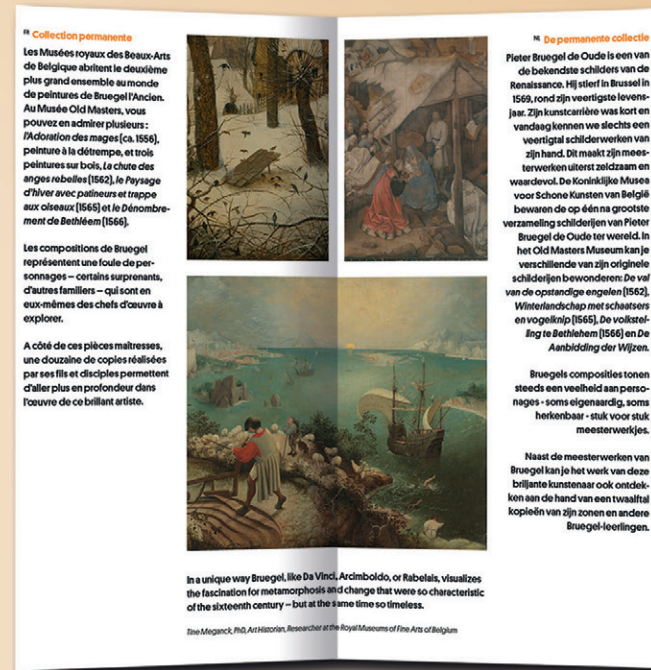 FR Collection permanente
Les Musées royaux des Beaux-Arts
de Belgique abritent le deuxième
plus grand ensemble au monde
de peintures de Bruegel l'Ancien.
Au Musée Old Masters, vous
pouvez en admirer plusieurs :
l'Adoration des mages (ca. 1556),
peinture à la détrempe, et trois
peintures sur bois, La chute des
anges rebelles (1562), le Paysage
d'hiver avec patineurs et trappe
aux oiseaux (1565) et le Dénombre-
ment de Bethléem (1566).
Les compositions de Bruegel
représentent une foule de per-
sonnages – certains surprenants,
d'autres familiers – qui sont en
eux-mêmes des chefs d'œuvre à
explorer.
A côté de ces pièces maîtresses,
une douzaine de copies réalisées
par ses fils et disciples permettent
d'aller plus en profondeur dans
l'œuvre de ce brillant artiste.
In a unique way Bruegel, like Da Vinci, Arcimboldo, or Rabelais, visualizes
the fascination for metamorphosis and change that were so characteristic
of the sixteenth century – but at the same time so timeless.
Tine Meganck, PhD, Art Historian, Researcher at the Royal Museums of Fine Arts of Belgium
NL De permanente collectie
Pieter Bruegel de Oude is een van
de bekendste schilders van de
Renaissance. Hij stierf in Brussel in
1569, rond zijn veertigste levens-
jaar. Zijn kunstcarrière was kort en
vandaag kennen we slechts een
veertigtal schilderwerken van
zijn hand. Dit maakt zijn mees-
terwerken uiterst zeldzaam en
waardevol. De Koninklijke Musea
voor Schone Kunsten van België
bewaren de op één na grootste
verzameling schilderijen van Pieter
Bruegel de Oude ter wereld. In
het Old Masters Museum kan je
verschillende van zijn originele
schilderijen bewonderen: De val
van de opstandige engelen (1562),
Winterlandschap met schaatsers
en vogelknip (1565), De volkstel-
ling te Bethlehem (1566) en De
Aanbidding der Wijzen.
Bruegels composities tonen
steeds een veelheid aan perso-
nages - soms eigenaardig, soms
herkenbaar - stuk voor stuk
meesterwerkjes.
Naast de meesterwerken van
Bruegel kan je het werk van deze
briljante kunstenaar ook ontdek-
ken aan de hand van een twaalftal
kopieën van zijn zonen en andere
Bruegel-leerlingen.